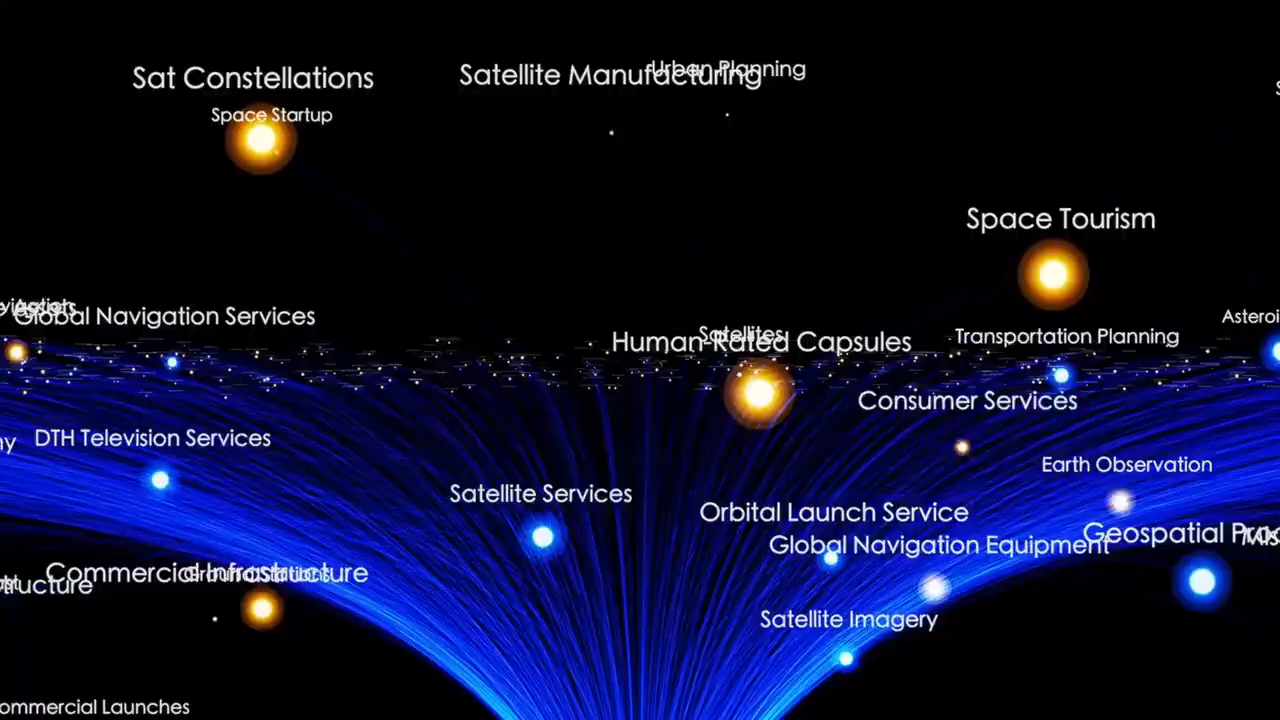 Sat Constellations
Space Startup
Satellite Manufacturing
Urban Planning
Space Tourism
Global Navigation Services
Satellites
Human-Rated Capsules
Transportation Planning
Asteroi
Consumer Services
DTH Television Services
Earth Observation
Satellite Services
Orbital Launch Service
Global Navigation Equipment
Geospatial Pro
Commercial Infrastructure
Ground Stations
tructure
Satellite Imagery
ommercial Launches